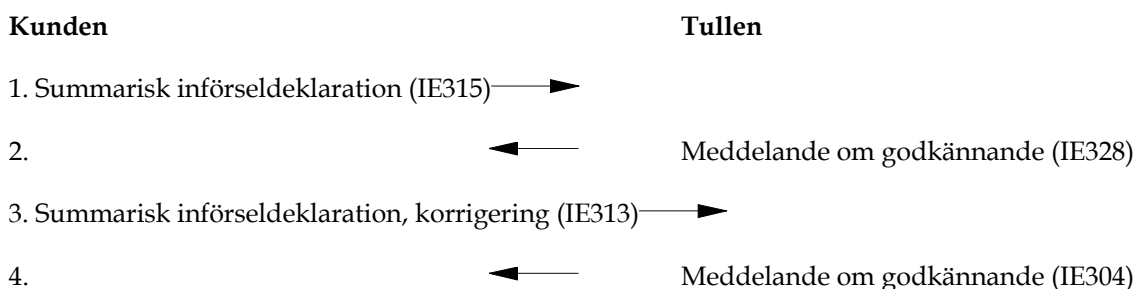 Kunden Tullen
1. Summarisk införseldeklaration (IE315)
2. Meddelande om godkännande (IE328)
3. Summarisk införseldeklaration, korrigering (IE313)
4. Meddelande om godkännande (IE304)